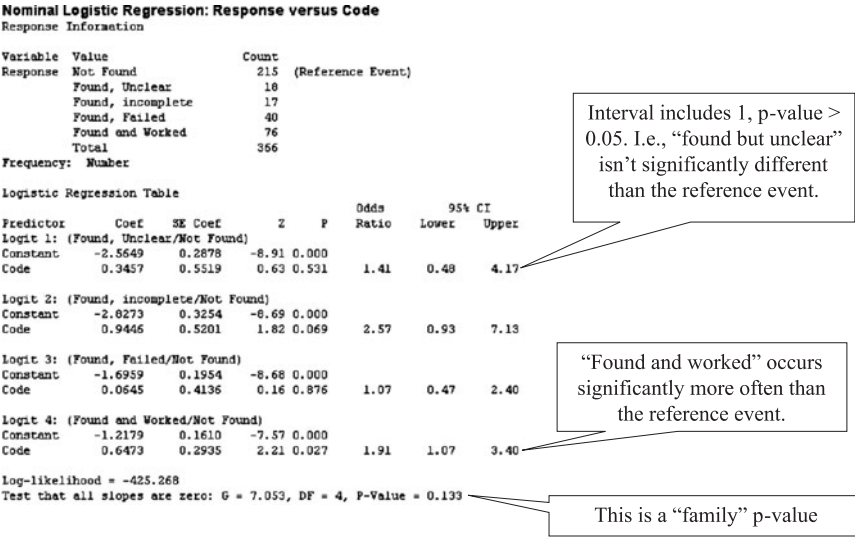 Nominal Logistic Regression: Response versus Code
Response Information
Variable Value Count
Response Not Found 215 (Reference Event)
Found, Unclear 18
Found, incomplete 17
Found, Failed 40
Found and Worked 76
Total 366
Frequency: Number
Interval includes 1, p-value >
0.05. I.e., “found but unclear”
isn’t significantly different
than the reference event.
Logistic Regression Table
Odds 95% CI
Predictor Coef SE Coef Z P Ratio Lower Upper
Logit 1: (Found, Unclear/Not Found)
Constant -2.5649 0.2878 -8.91 0.000
Code 0.3457 0.5519 0.63 0.531 1.41 0.48 4.17
Logit 2: (Found, incomplete/Not Found)
Constant -2.8273 0.3254 -8.69 0.000
Code 0.9446 0.5201 1.82 0.069 2.57 0.93 7.13
Logit 3: (Found, Failed/Not Found)
Constant -1.6959 0.1954 -8.68 0.000
Code 0.0645 0.4136 0.16 0.876 1.07 0.47 2.40
“Found and worked” occurs
significantly more often than
the reference event.
Logit 4: (Found and Worked/Not Found)
Constant -1.2179 0.1610 -7.57 0.000
Code 0.6473 0.2935 2.21 0.027 1.91 1.07 3.40
Log-likelihood = -425.268
Test that all slopes are zero: G = 7.053, DF = 4, P-Value = 0.133
This is a “family” p-value